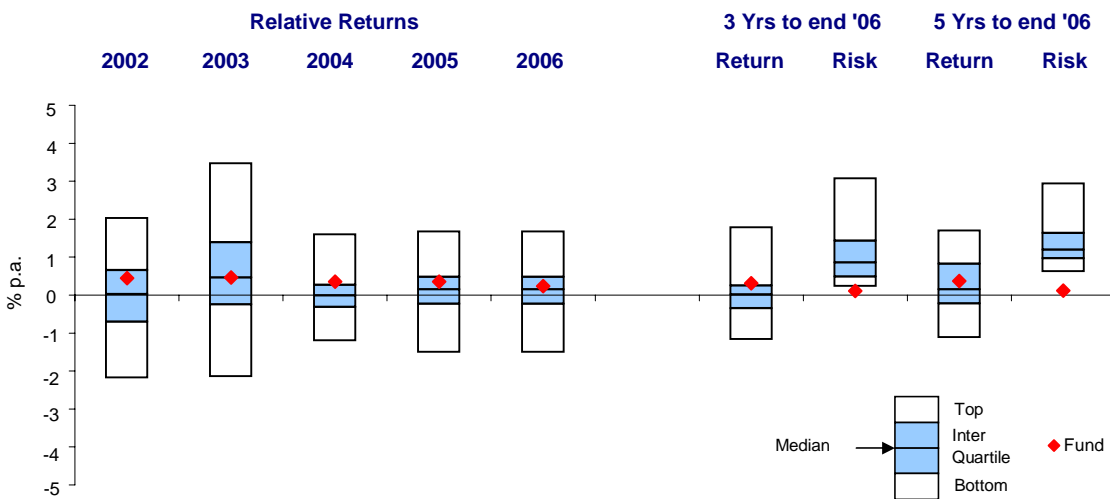 Relative Returns 3 Yrs to end '06 5 Yrs to end '06
2002 2003 2004 2005 2006 Return Risk Return Risk
% p.a.
5
4
3
2
1
0
-1
-2
-3
-4
-5
Median
Top
Inter
Quartile
Bottom
Fund